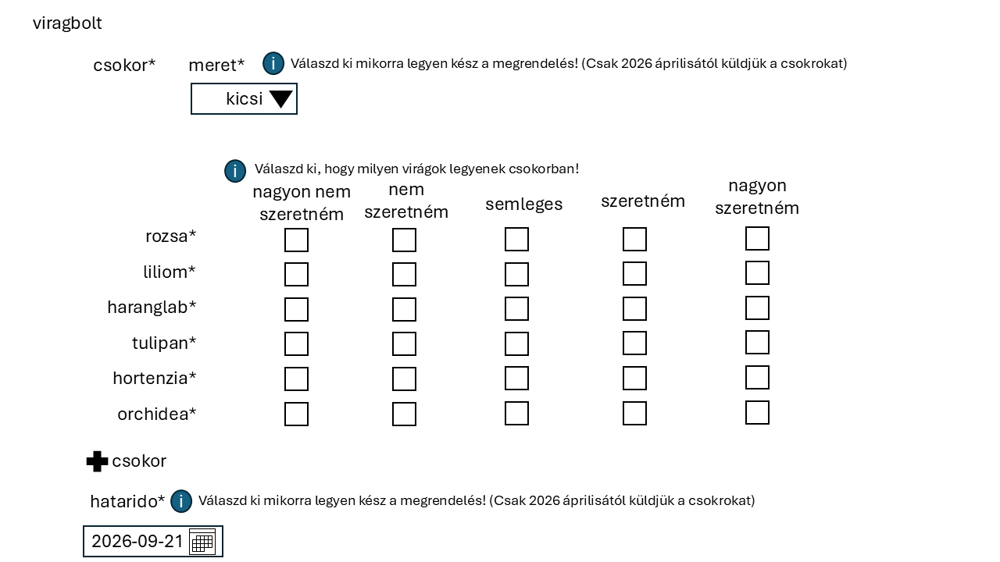 viragbolt
csokor* meret* i Válaszd ki mikorra legyen kész a megrendelés! (Csak 2026 áprilisától küldjük a csokrokat)
kicsi
i Válaszd ki, hogy milyen virágok legyenek csokorban!
nagyon nem szeretném
nem szeretném
semleges
szeretném
nagyon szeretném
rozsa*
liliom*
haranglab*
tulipan*
hortenzia*
orchidea*
csokor
hatarido* i Válaszd ki mikorra legyen kész a megrendelés! (Csak 2026 áprilisától küldjük a csokrokat)
2026-09-21